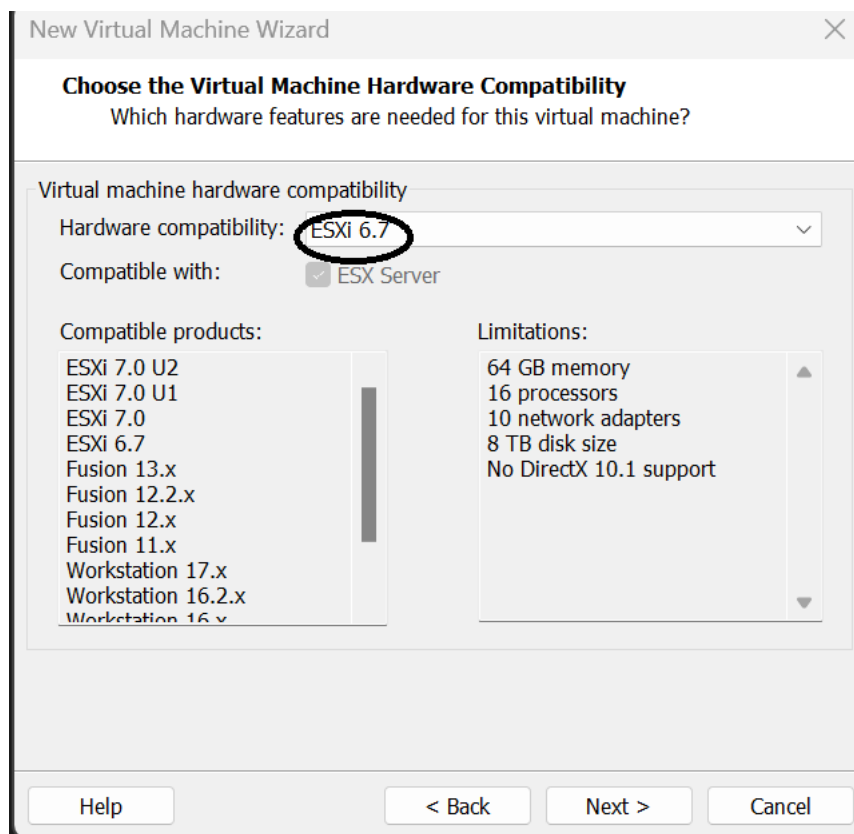 New Virtual Machine Wizard
Choose the Virtual Machine Hardware Compatibility
Which hardware features are needed for this virtual machine?
Virtual machine hardware compatibility
Hardware compatibility: ESXi 6.7
Compatible with: ESX Server
Compatible products:
ESXi 7.0 U2
ESXi 7.0 U1
ESXi 7.0
ESXi 6.7
Fusion 13.x
Fusion 12.2.x
Fusion 12.x
Fusion 11.x
Workstation 17.x
Workstation 16.2.x
Workstation 16.x
Limitations:
64 GB memory
16 processors
10 network adapters
8 TB disk size
No DirectX 10.1 support
Help < Back Next > Cancel